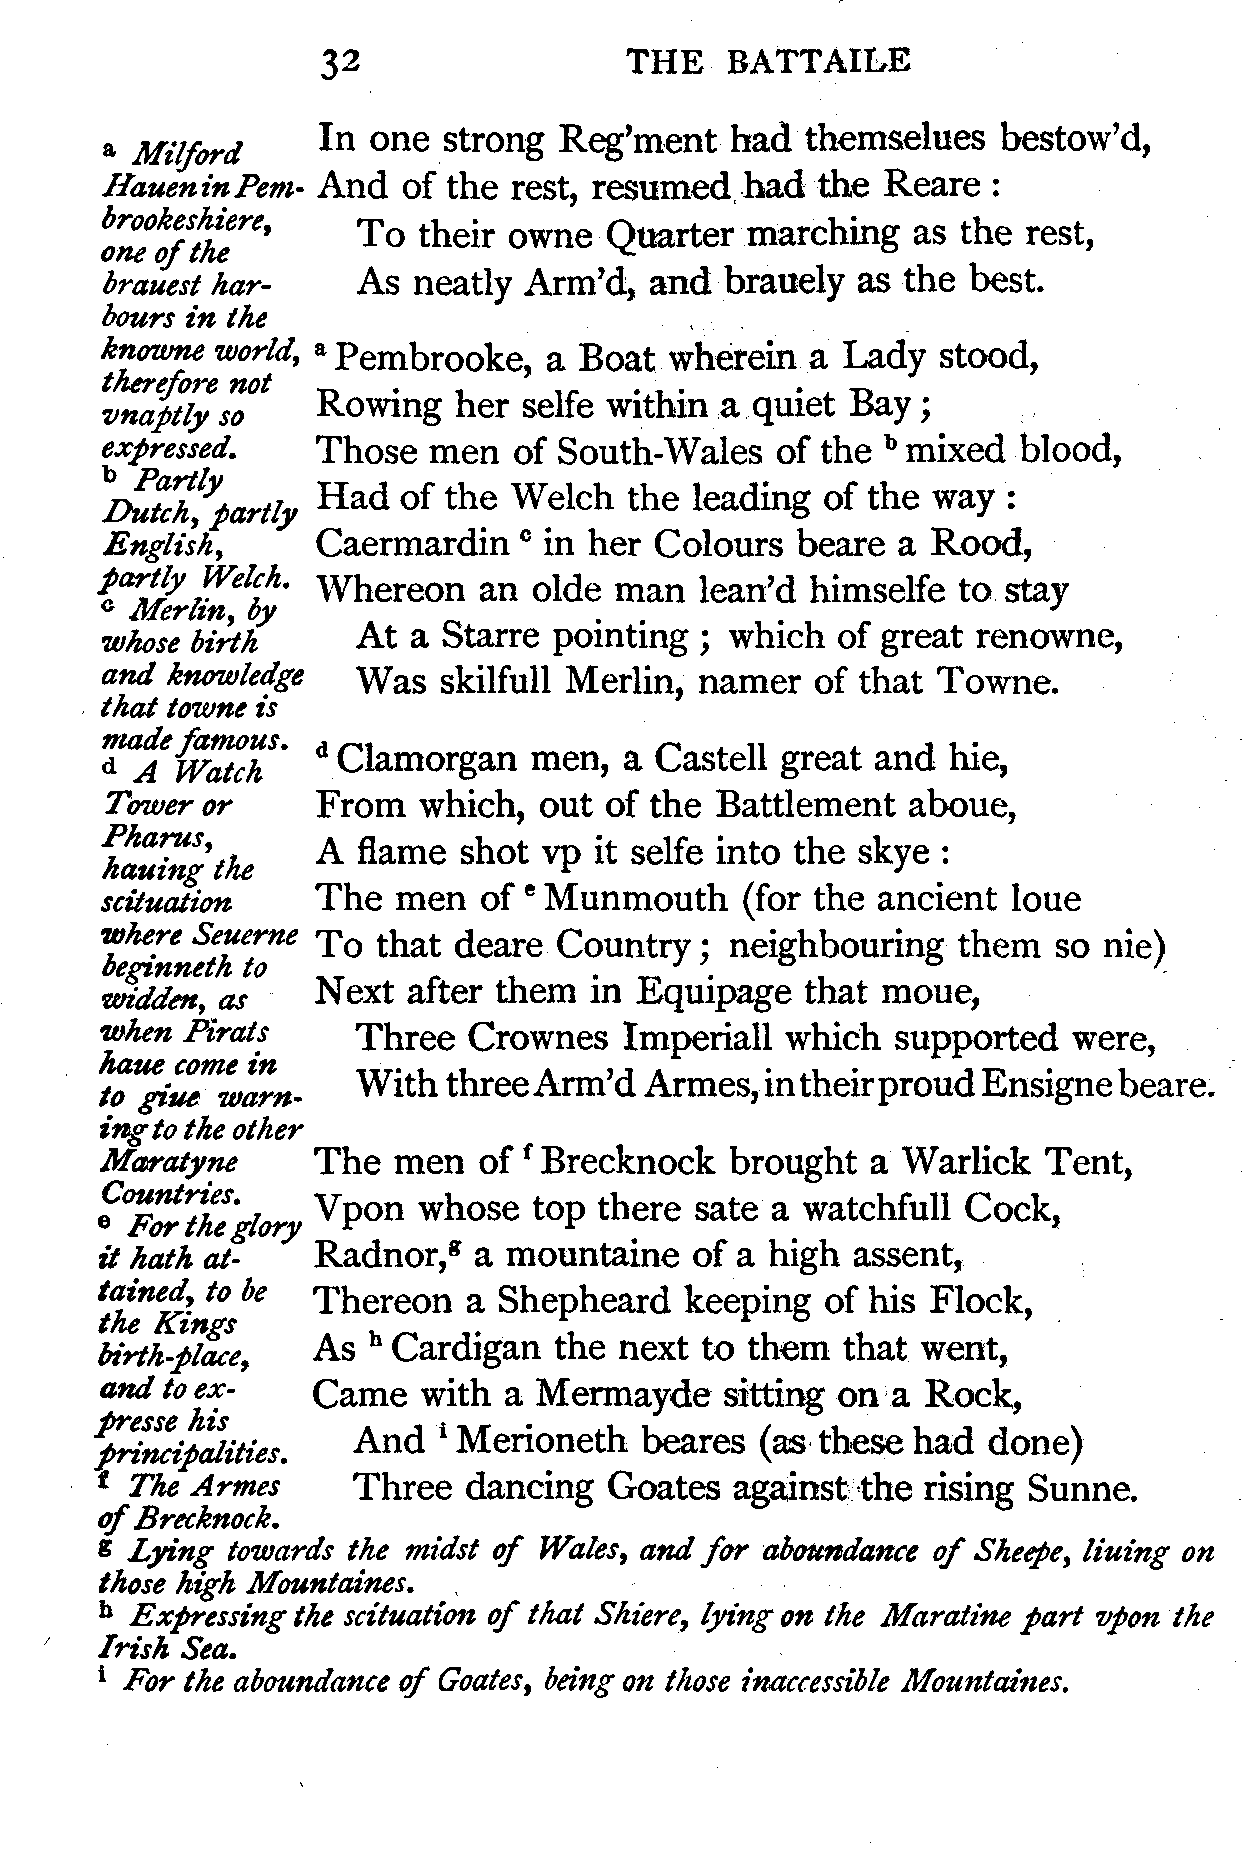 32 THE BATTAILE
In one strong Reg'ment had themselues bestow'd,
And of the rest, resumed had the Reare :
To their owne Quarter marching as the rest,
As neatly Arm'd, and brauely as the best.
ᵃ Pembrooke, a Boat wherein a Lady stood,
Rowing her selfe within a quiet Bay ;
Those men of South-Wales of the ᵇ mixed blood,
Had of the Welch the leading of the way :
Caermardin ᶜ in her Colours beare a Rood,
Whereon an olde man lean'd himselfe to stay
At a Starre pointing ; which of great renowne,
Was skilfull Merlin, namer of that Towne.
ᵈ Clamorgan men, a Castell great and hie,
From which, out of the Battlement aboue,
A flame shot vp it selfe into the skye :
The men of ᵉ Munmouth (for the ancient loue
To that deare Country ; neighbouring them so nie)
Next after them in Equipage that moue,
Three Crownes Imperiall which supported were,
With three Arm'd Armes, in their proud Ensigne beare.
The men of ᶠ Brecknock brought a Warlick Tent,
Vpon whose top there sate a watchfull Cock,
Radnor,ᵍ a mountaine of a high assent,
Thereon a Shepheard keeping of his Flock,
As ʰ Cardigan the next to them that went,
Came with a Mermayde sitting on a Rock,
And ⁱ Merioneth beares (as these had done)
Three dancing Goates against the rising Sunne.
ᵃ Milford
Hauen in Pem-
brookeshiere,
one of the
brauest har-
bours in the
knowne world,
therefore not
vnaptly so
expressed.
ᵇ Partly
Dutch, partly
English,
partly Welch.
ᶜ Merlin, by
whose birth
and knowledge
that towne is
made famous.
ᵈ A Watch
Tower or
Pharus,
hauing the
scituation
where Seuerne
beginneth to
widden, as
when Pirats
haue come in
to giue warn-
ing to the other
Maratyne
Countries.
ᵉ For the glory
it hath at-
tained, to be
the Kings
birth-place,
and to ex-
presse his
principalities.
ᶠ The Armes
of Brecknock.
ᵍ Lying towards the midst of Wales, and for aboundance of Sheepe, liuing on
those high Mountaines.
ʰ Expressing the scituation of that Shiere, lying on the Maratine part vpon the
Irish Sea.
ⁱ For the aboundance of Goates, being on those inaccessible Mountaines.